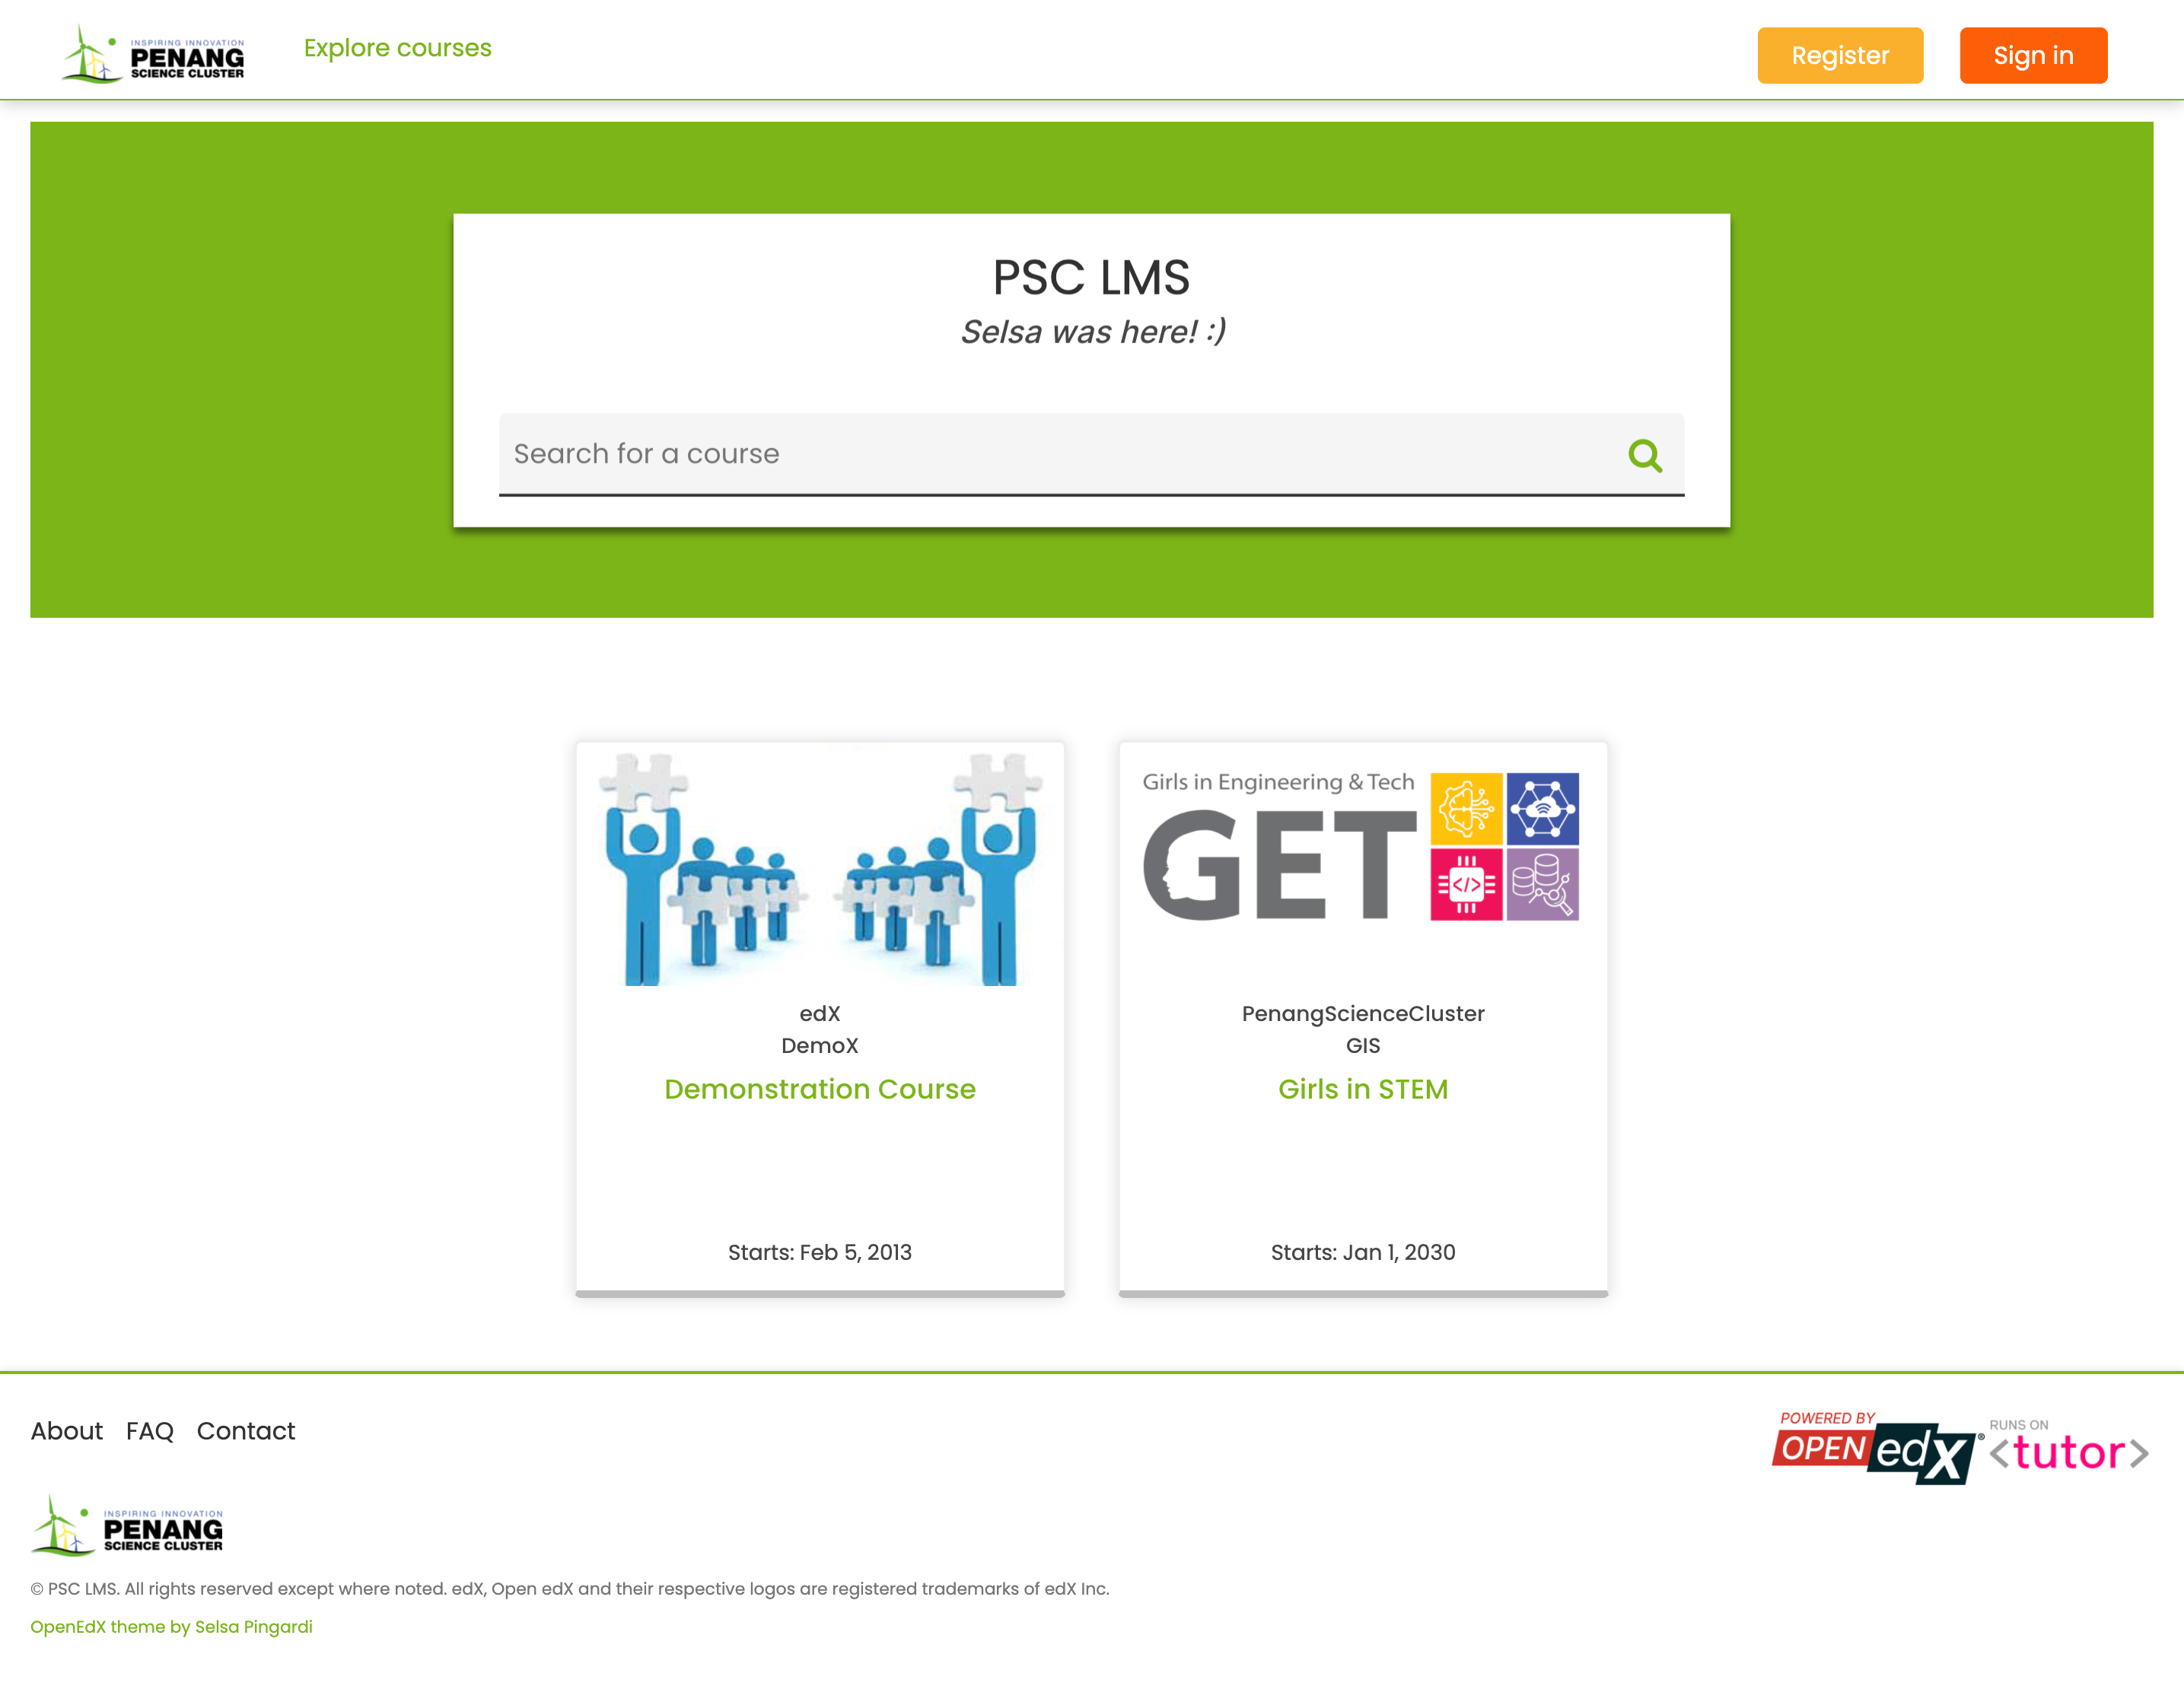 INSPIRING INNOVATION
PENANG
SCIENCE CLUSTER
Explore courses
Register
Sign in
PSC LMS
Selsa was here! :)
Search for a course
Girls in Engineering & Tech
GET
</>
edX
DemoX
Demonstration Course
Starts: Feb 5, 2013
PenangScienceCluster
GIS
Girls in STEM
Starts: Jan 1, 2030
About FAQ Contact
POWERED BY
OPEN edX®
RUNS ON
<tutor>
INSPIRING INNOVATION
PENANG
SCIENCE CLUSTER
© PSC LMS. All rights reserved except where noted. edX, Open edX and their respective logos are registered trademarks of edX Inc.
OpenEdX theme by Selsa Pingardi